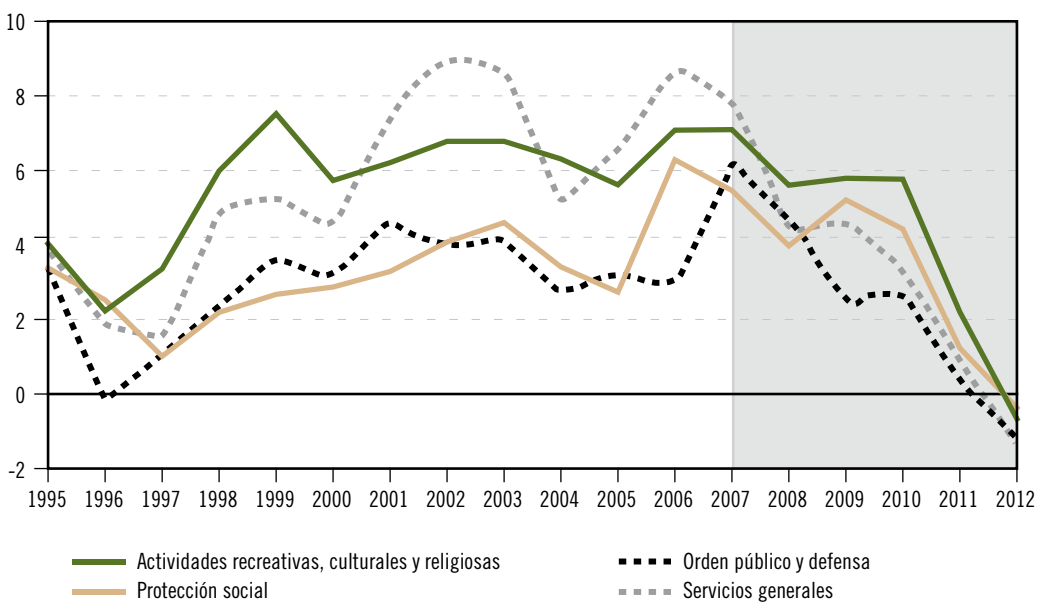 10
8
6
4
2
0
-2
1995 1996 1997 1998 1999 2000 2001 2002 2003 2004 2005 2006 2007 2008 2009 2010 2011 2012
Actividades recreativas, culturales y religiosas
Orden público y defensa
Protección social
Servicios generales